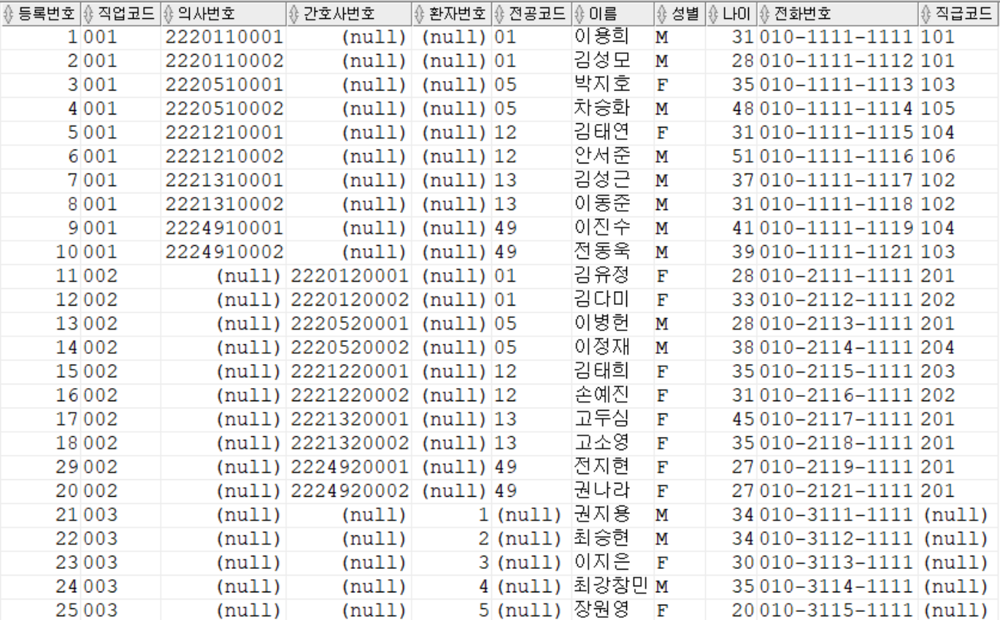 등록번호 직업코드 의사번호 간호사번호 환자번호 전공코드 이름 성별 나이 전화번호 직급코드
1 001 2220110001 (null) (null) 01 이용희 M 31 010-1111-1111 101
2 001 2220110002 (null) (null) 01 김성모 M 28 010-1111-1112 101
3 001 2220510001 (null) (null) 05 박지호 F 35 010-1111-1113 103
4 001 2220510002 (null) (null) 05 차승화 M 48 010-1111-1114 105
5 001 2221210001 (null) (null) 12 김태연 F 31 010-1111-1115 104
6 001 2221210002 (null) (null) 12 안서준 M 51 010-1111-1116 106
7 001 2221310001 (null) (null) 13 김성근 M 37 010-1111-1117 102
8 001 2221310002 (null) (null) 13 이동준 M 31 010-1111-1118 102
9 001 2224910001 (null) (null) 49 이진수 M 41 010-1111-1119 104
10 001 2224910002 (null) (null) 49 전동욱 M 39 010-1111-1121 103
11 002 (null) 2220120001 (null) 01 김유정 F 28 010-2111-1111 201
12 002 (null) 2220120002 (null) 01 김다미 F 33 010-2112-1111 202
13 002 (null) 2220520001 (null) 05 이병헌 M 28 010-2113-1111 201
14 002 (null) 2220520002 (null) 05 이정재 M 38 010-2114-1111 204
15 002 (null) 2221220001 (null) 12 김태희 F 35 010-2115-1111 203
16 002 (null) 2221220002 (null) 12 손예진 F 31 010-2116-1111 202
17 002 (null) 2221320001 (null) 13 고두심 F 45 010-2117-1111 201
18 002 (null) 2221320002 (null) 13 고소영 F 35 010-2118-1111 201
29 002 (null) 2224920001 (null) 49 전지현 F 27 010-2119-1111 201
20 002 (null) 2224920002 (null) 49 권나라 F 27 010-2121-1111 201
21 003 (null) (null) 1 (null) 권지용 M 34 010-3111-1111 (null)
22 003 (null) (null) 2 (null) 최승현 M 34 010-3112-1111 (null)
23 003 (null) (null) 3 (null) 이지은 F 30 010-3113-1111 (null)
24 003 (null) (null) 4 (null) 최강창민 M 35 010-3114-1111 (null)
25 003 (null) (null) 5 (null) 장원영 F 20 010-3115-1111 (null)